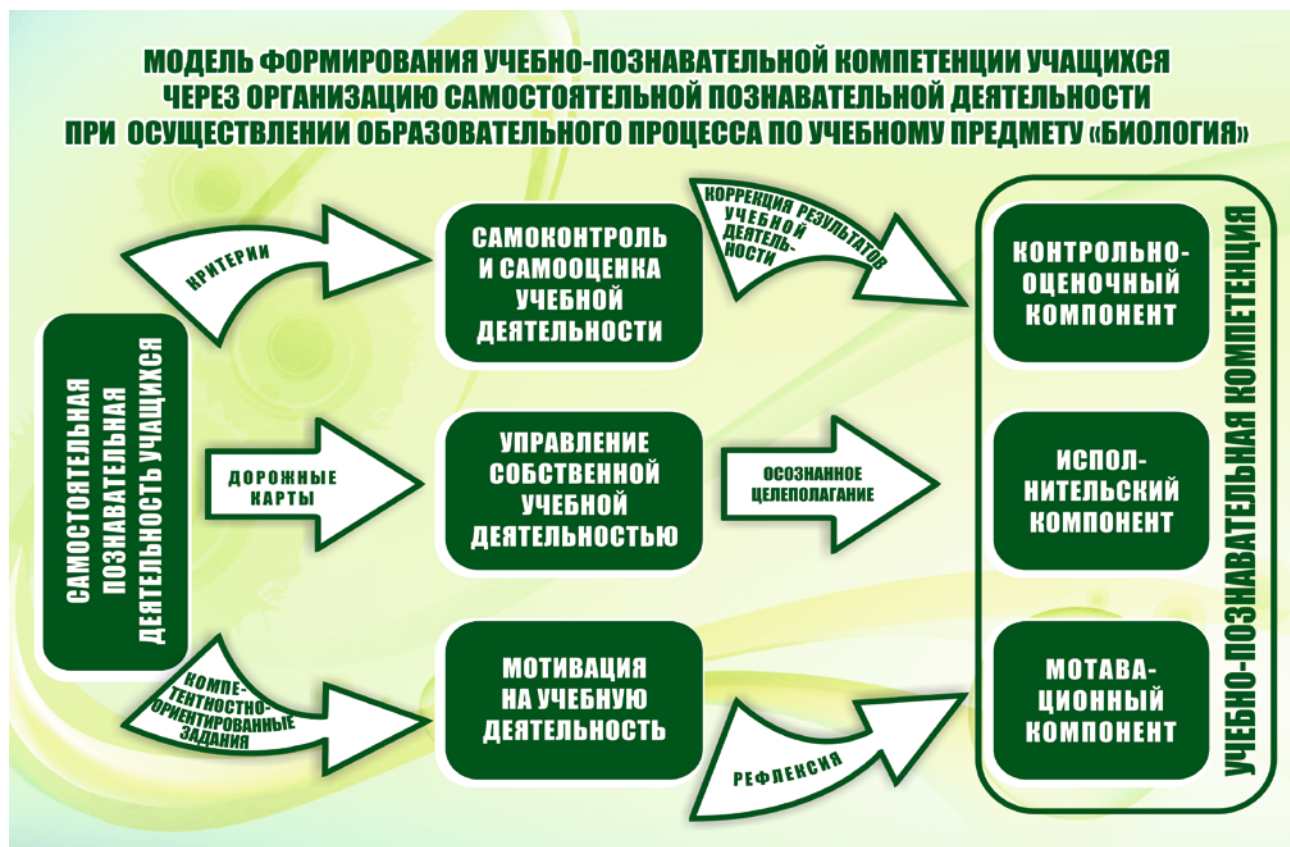 МОДЕЛЬ ФОРМИРОВАНИЯ УЧЕБНО-ПОЗНАВАТЕЛЬНОЙ КОМПЕТЕНЦИИ УЧАЩИХСЯ
ЧЕРЕЗ ОРГАНИЗАЦИЮ САМОСТОЯТЕЛЬНОЙ ПОЗНАВАТЕЛЬНОЙ ДЕЯТЕЛЬНОСТИ
ПРИ ОСУЩЕСТВЛЕНИИ ОБРАЗОВАТЕЛЬНОГО ПРОЦЕССА ПО УЧЕБНОМУ ПРЕДМЕТУ «БИОЛОГИЯ»
САМОСТОЯТЕЛЬНАЯ
ПОЗНАВАТЕЛЬНАЯ
ДЕЯТЕЛЬНОСТЬ УЧАЩИХСЯ
КРИТЕРИИ
САМОКОНТРОЛЬ
И САМООЦЕНКА
УЧЕБНОЙ
ДЕЯТЕЛЬНОСТИ
КОРРЕКЦИЯ РЕЗУЛЬТАТОВ
УЧЕБНОЙ
ДЕЯТЕЛЬ-
НОСТИ
КОНТРОЛЬНО-
ОЦЕНОЧНЫЙ
КОМПОНЕНТ
ДОРОЖНЫЕ
КАРТЫ
УПРАВЛЕНИЕ
СОБСТВЕННОЙ
УЧЕБНОЙ
ДЕЯТЕЛЬНОСТЬЮ
ОСОЗНАННОЕ
ЦЕЛЕПОЛАГАНИЕ
ИСПОЛ-
НИТЕЛЬСКИЙ
КОМПОНЕНТ
КОМПЕ-
ТЕНТНОСТНО-
ОРИЕНТИРОВАННЫЕ
ЗАДАНИЯ
МОТИВАЦИЯ
НА УЧЕБНУЮ
ДЕЯТЕЛЬНОСТЬ
РЕФЛЕКСИЯ
МОТАВА-
ЦИОННЫЙ
КОМПОНЕНТ
УЧЕБНО-ПОЗНАВАТЕЛЬНАЯ КОМПЕТЕНЦИЯ